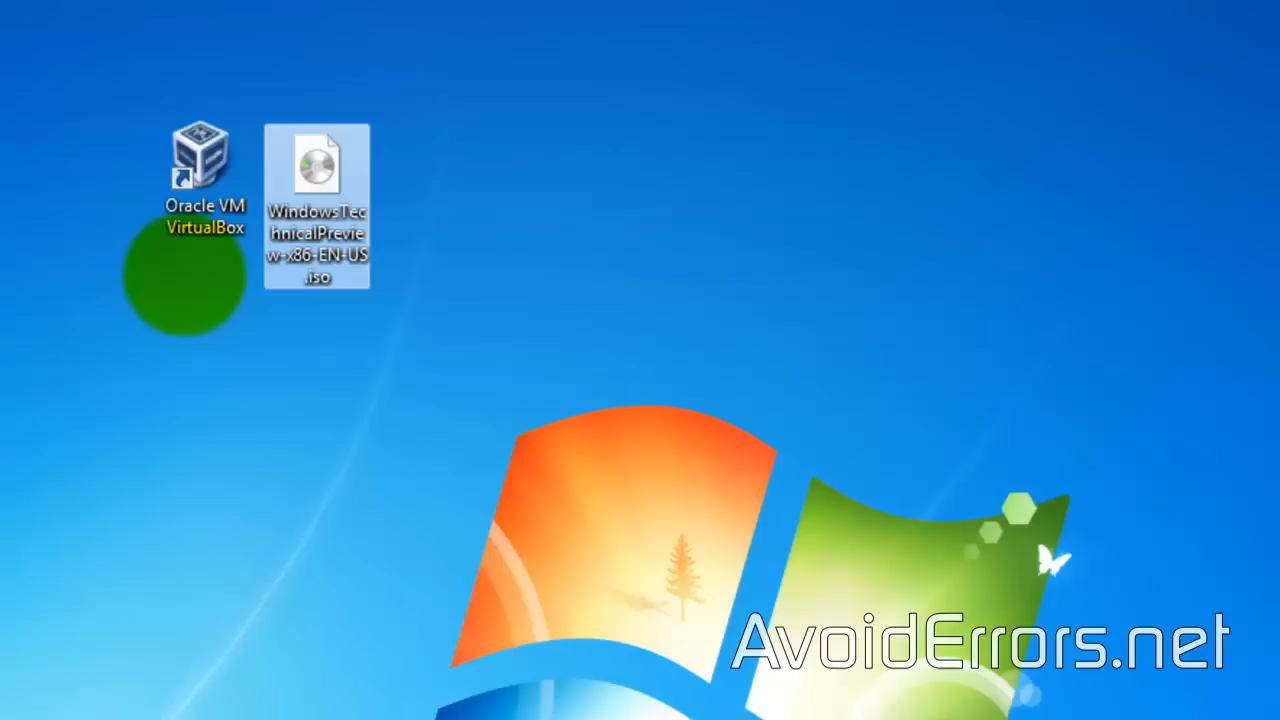 Oracle VM
VirtualBox
WindowsTec
hnicalPrevie
w-x86-EN-US
.iso
AvoidErrors.net